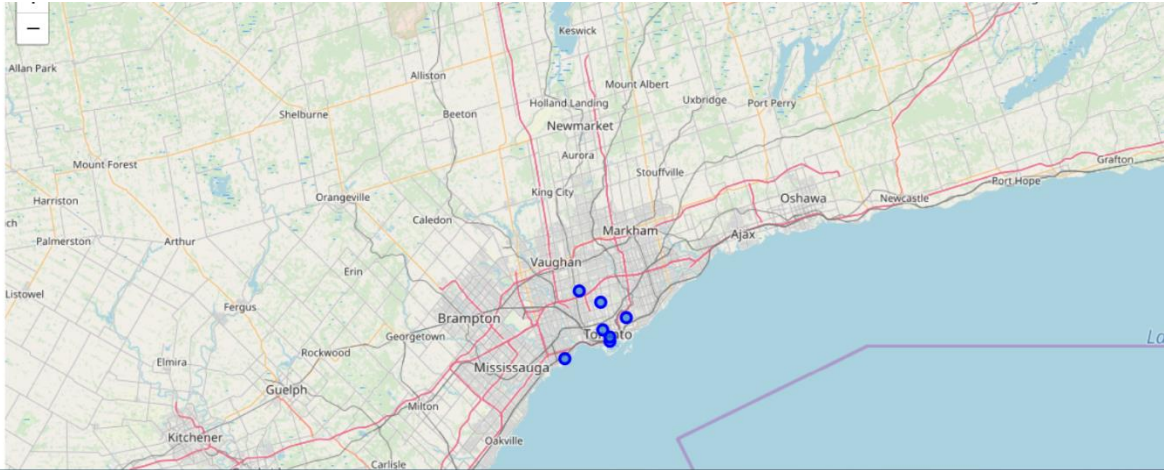 −
Keswick
Allan Park
Alliston
Mount Albert
Holland Landing
Uxbridge
Port Perry
Shelburne
Beeton
Newmarket
Aurora
Grafton
Mount Forest
Stouffville
Port Hope
King City
Harriston
Orangeville
Oshawa
Newcastle
ch
Caledon
Markham
Ajax
Palmerston
Arthur
Vaughan
Erin
Listowel
Fergus
Brampton
Georgetown
Toronto
La
Rockwood
Elmira
Mississauga
Guelph
Milton
Kitchener
Oakville
Carlisle